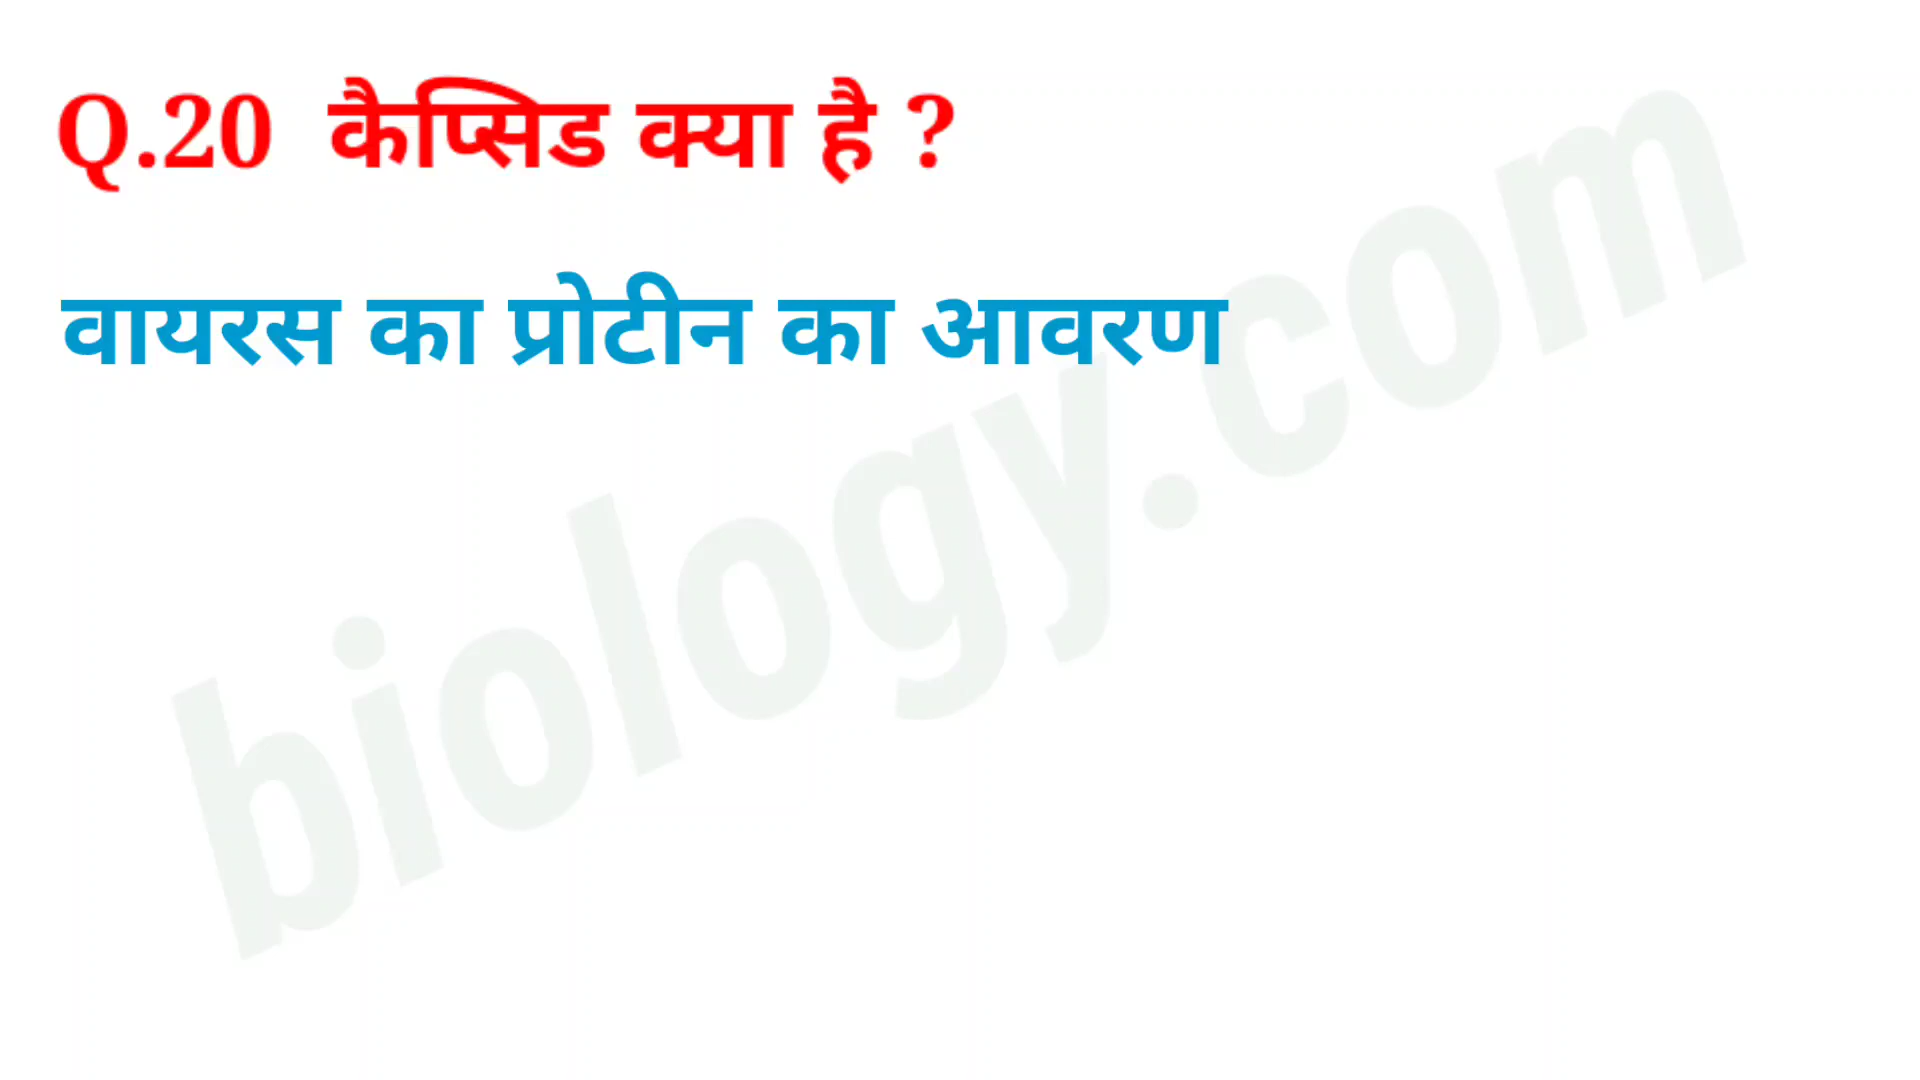 Q.20 कैप्सिड क्या है ?
वायरस का प्रोटीन का आवरण
biology.com